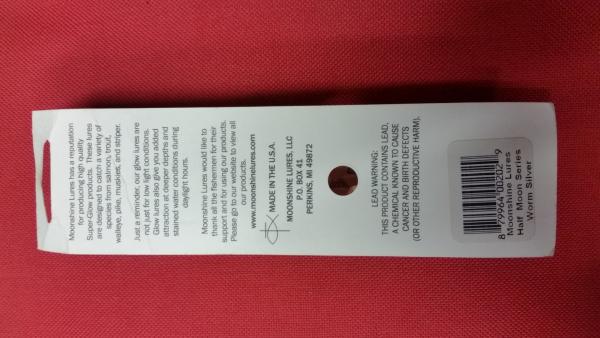 Moonshine Lures has a reputation
for producing high quality
Super-Glow products. These lures
are designed to catch a variety of
species from salmon, trout,
walleye, pike, muskies, and striper.
Just a reminder, our glow lures are
not just for low light conditions.
Glow lures also give you added
attraction at deeper depths and
stained water conditions during
daylight hours.
Moonshine Lures would like to
thank all the fishermen for their
support and for using our products.
Please go to our website to view all
our products.
www.moonshinelures.com
MADE IN THE U.S.A.
MOONSHINE LURES, LLC
P.O. BOX 41
PERKINS, MI 49872
LEAD WARNING:
THIS PRODUCT CONTAINS LEAD,
A CHEMICAL KNOWN TO CAUSE
CANCER AND BIRTH DEFECTS
(OR OTHER REPRODUCTIVE HARM).
8 79964 00202 9
Moonshine Lures
Half Moon Series
Worm Silver